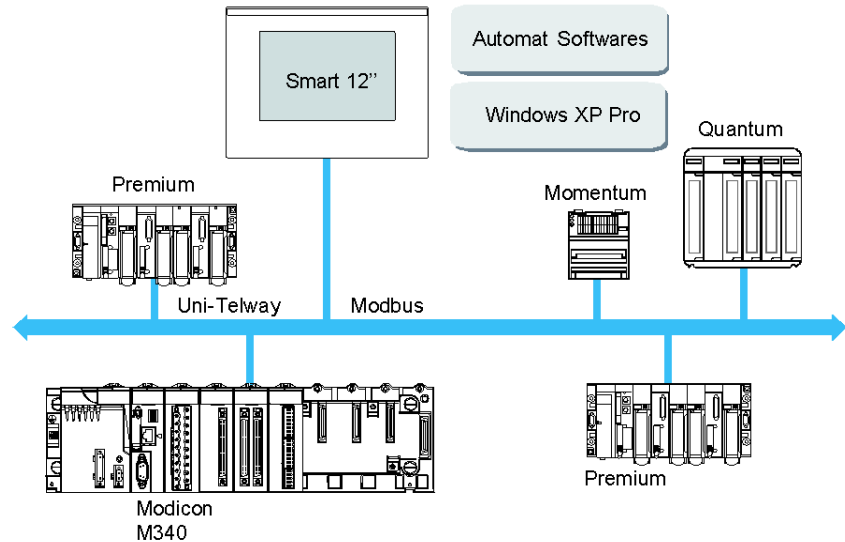 Automat Softwares
Smart 12’’
Windows XP Pro
Quantum
Premium
Momentum
Uni-Telway
Modbus
Premium
Modicon
M340